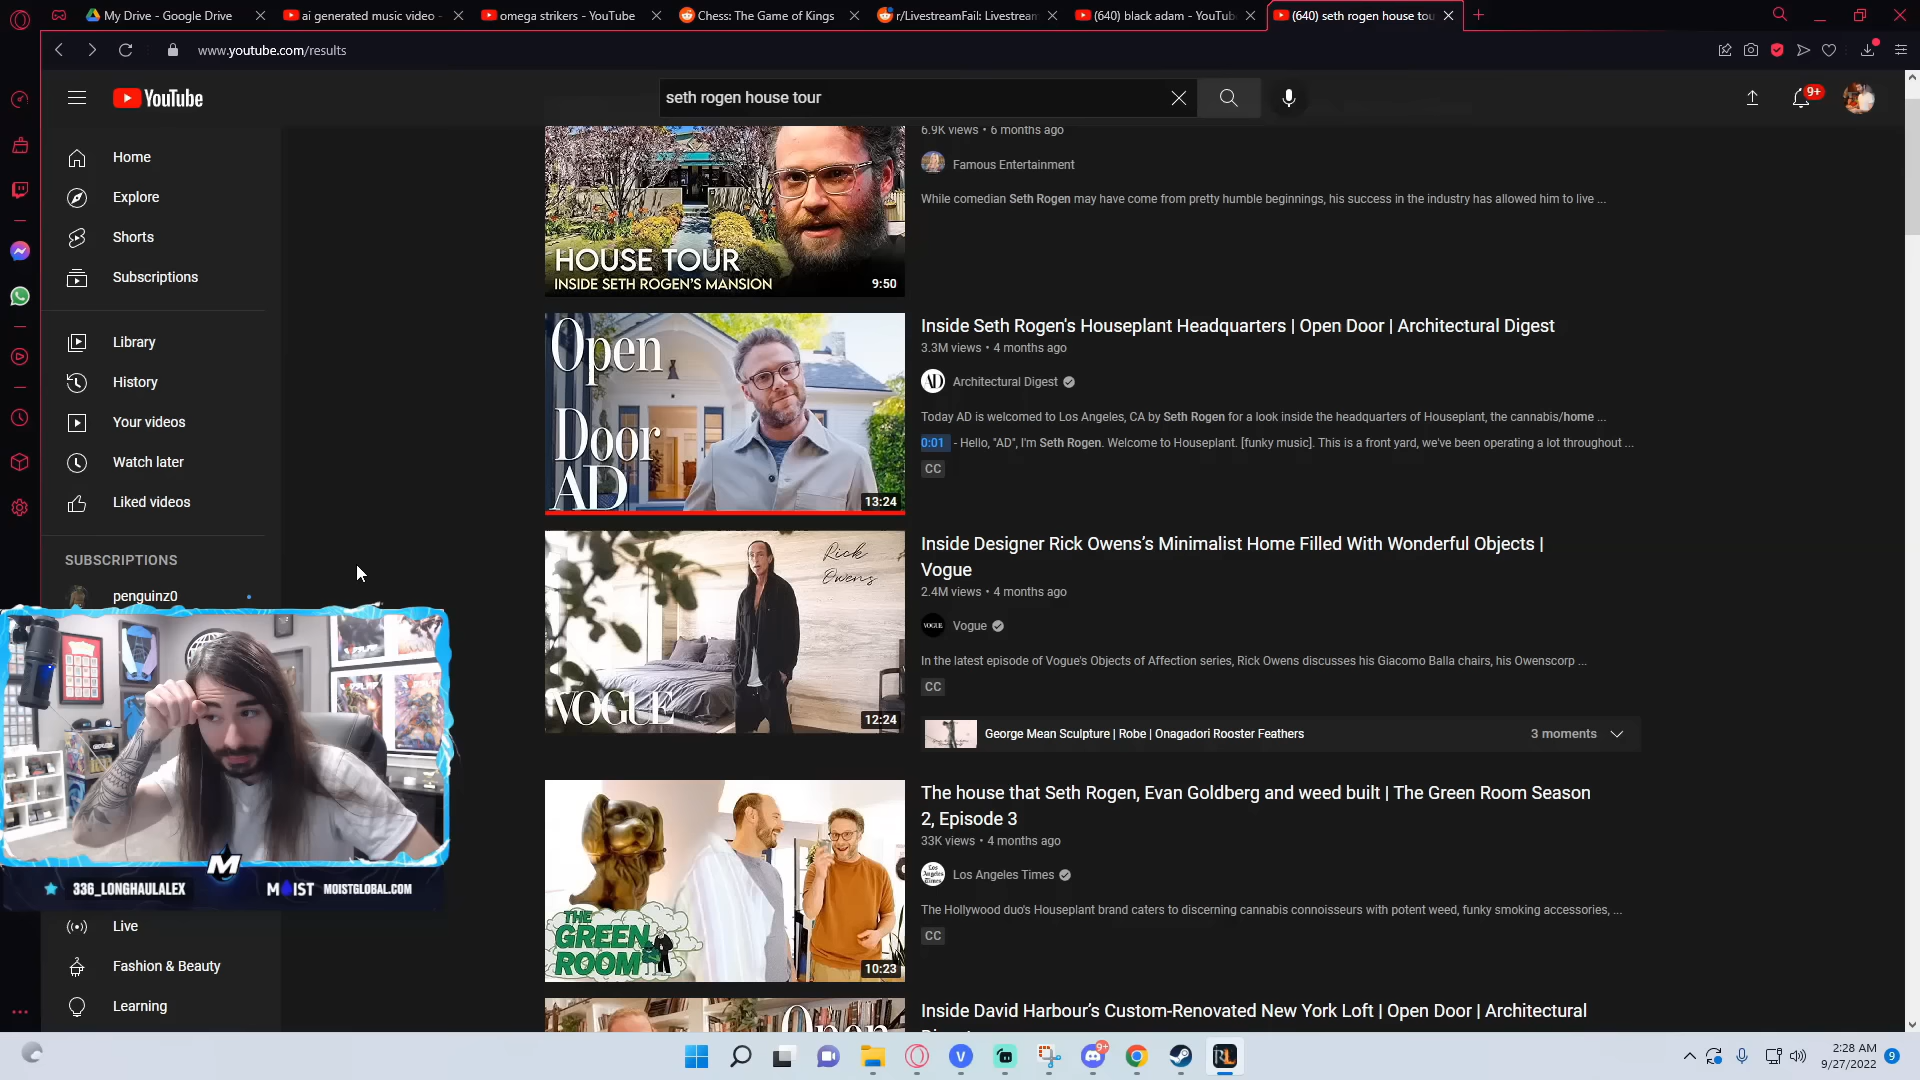 My Drive - Google Drive
ai generated music video -
omega strikers - YouTube
Chess: The Game of Kings
r/LivestreamFail: Livestream
(640) black adam - YouTub
(640) seth rogen house tou
www.youtube.com/results
YouTube
seth rogen house tour
9+
Home
Explore
Shorts
Subscriptions
Library
History
Your videos
Watch later
Liked videos
SUBSCRIPTIONS
penguinz0
Live
Fashion & Beauty
Learning
HOUSE TOUR
INSIDE SETH ROGEN'S MANSION
9:50
6.9K views • 6 months ago
Famous Entertainment
While comedian Seth Rogen may have come from pretty humble beginnings, his success in the industry has allowed him to live ...
Open
Door
AD
13:24
Inside Seth Rogen's Houseplant Headquarters | Open Door | Architectural Digest
3.3M views • 4 months ago
AD
Architectural Digest
Today AD is welcomed to Los Angeles, CA by Seth Rogen for a look inside the headquarters of Houseplant, the cannabis/home ...
0:01 - Hello, "AD", I'm Seth Rogen. Welcome to Houseplant. [funky music]. This is a front yard, we've been operating a lot throughout ...
CC
Rick
Owens
VOGUE
12:24
Inside Designer Rick Owens’s Minimalist Home Filled With Wonderful Objects |
Vogue
2.4M views • 4 months ago
VOGUE
Vogue
In the latest episode of Vogue's Objects of Affection series, Rick Owens discusses his Giacomo Balla chairs, his Owenscorp ...
CC
George Mean Sculpture | Robe | Onagadori Rooster Feathers
3 moments
THE
GREEN
ROOM
10:23
The house that Seth Rogen, Evan Goldberg and weed built | The Green Room Season
2, Episode 3
33K views • 4 months ago
Los Angeles Times
Los Angeles Times
The Hollywood duo's Houseplant brand caters to discerning cannabis connoisseurs with potent weed, funky smoking accessories, ...
CC
Open
Inside David Harbour’s Custom-Renovated New York Loft | Open Door | Architectural
M
336_LONGHAULALEX
MOIST
MOISTGLOBAL.COM
9+
2:28 AM
9/27/2022
9